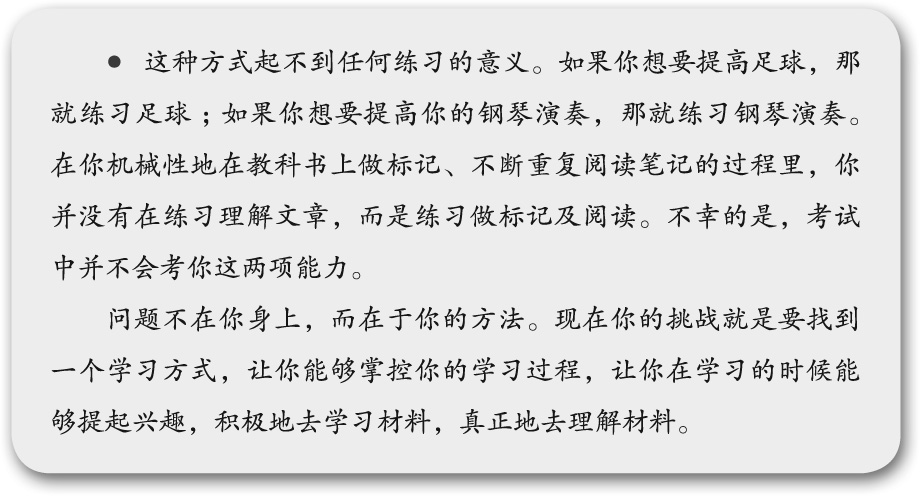 ● 这种方式起不到任何练习的意义。如果你想要提高足球，那
就练习足球；如果你想要提高你的钢琴演奏，那就练习钢琴演奏。
在你机械性地在教科书上做标记、不断重复阅读笔记的过程里，你
并没有在练习理解文章，而是练习做标记及阅读。不幸的是，考试
中并不会考你这两项能力。
问题不在你身上，而在于你的方法。现在你的挑战就是要找到
一个学习方式，让你能够掌控你的学习过程，让你在学习的时候能
够提起兴趣，积极地去学习材料，真正地去理解材料。